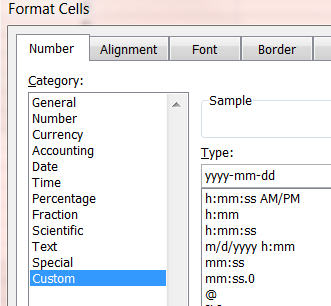 Format Cells
Number Alignment Font Border
Category:
General
Number
Currency
Accounting
Date
Time
Percentage
Fraction
Scientific
Text
Special
Custom
Sample
Type:
yyyy-mm-dd
h:mm:ss AM/PM
h:mm
h:mm:ss
m/d/yyyy h:mm
mm:ss
mm:ss.0
@